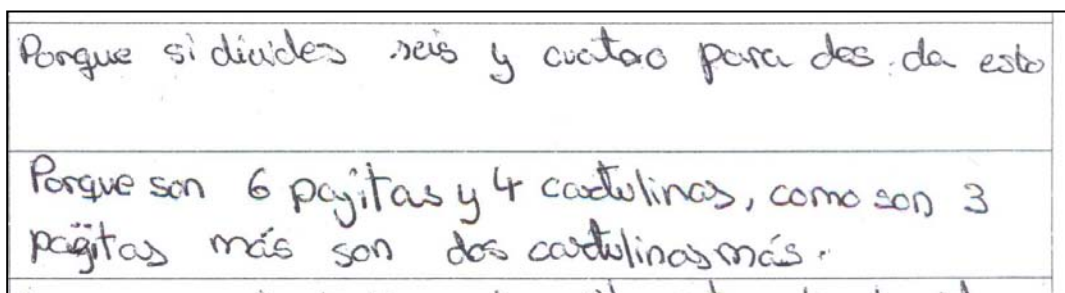 Porque si divides seis y cuatro para dos da esto
Porque son 6 pajitas y 4 cartulinas, como son 3
pagitas más son dos cartulinas más.